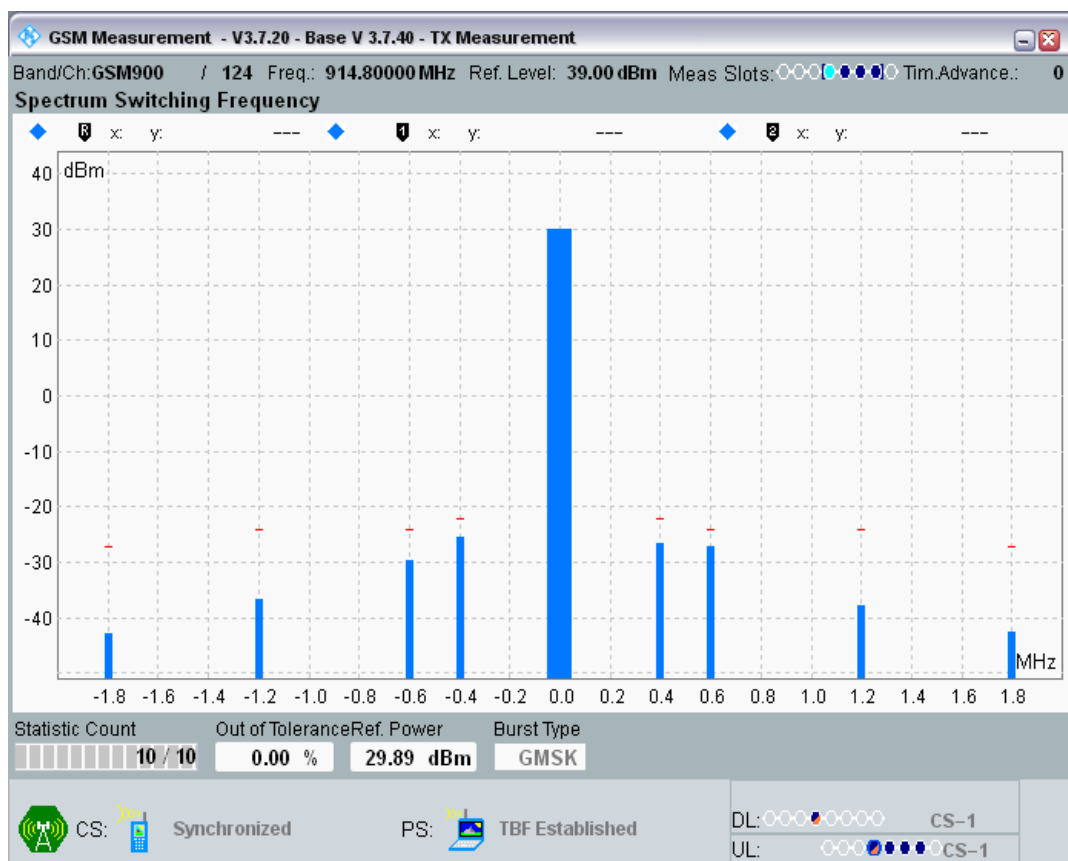 GSM Measurement - V3.7.20 - Base V 3.7.40 - TX Measurement
Band/Ch:GSM900 / 124 Freq.: 914.80000 MHz Ref. Level: 39.00 dBm Meas Slots: Tim.Advance.: 0
Spectrum Switching Frequency
R x: y: --- 1 x: y: --- 2 x: y: ---
dBm
40
30
20
10
0
-10
-20
-30
-40
MHz
-1.8 -1.6 -1.4 -1.2 -1.0 -0.8 -0.6 -0.4 -0.2 0.0 0.2 0.4 0.6 0.8 1.0 1.2 1.4 1.6 1.8
Statistic Count Out of Tolerance Ref. Power Burst Type
10 / 10 0.00 % 29.89 dBm GMSK
CS: Synchronized PS: TBF Established
DL: CS-1
UL: CS-1